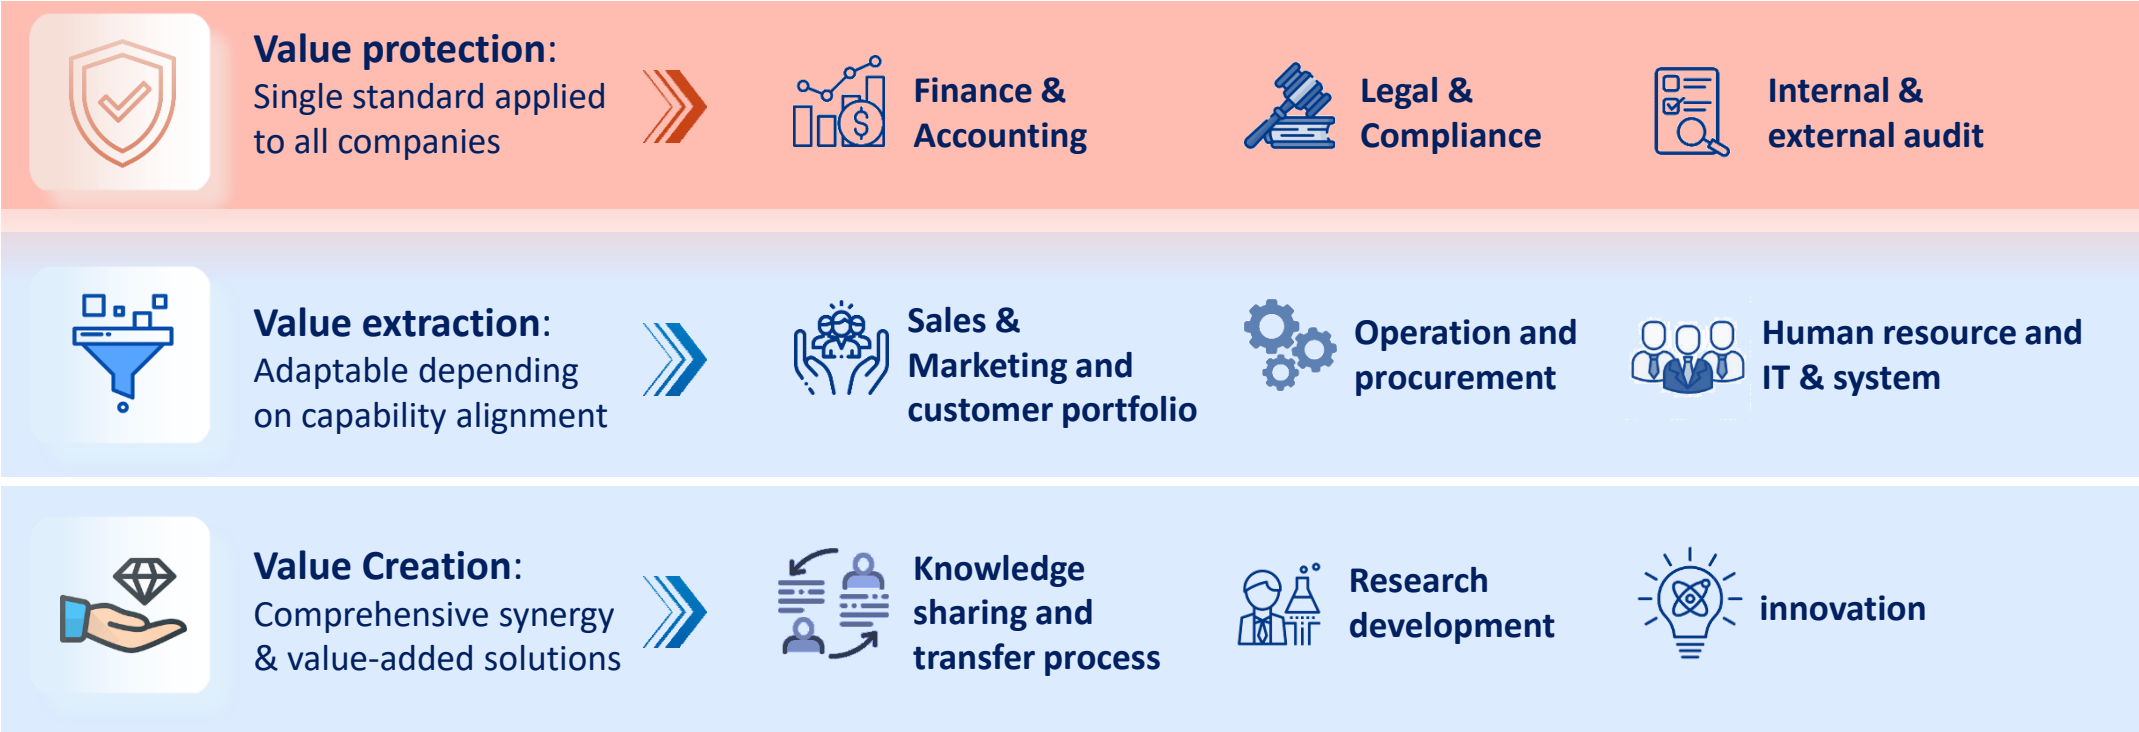 Value protection:
Single standard applied
to all companies
Finance &
Accounting
Legal &
Compliance
Internal &
external audit
Value extraction:
Adaptable depending
on capability alignment
Sales &
Marketing and
customer portfolio
Operation and
procurement
Human resource and
IT & system
Value Creation:
Comprehensive synergy
& value-added solutions
Knowledge
sharing and
transfer process
Research
development
innovation